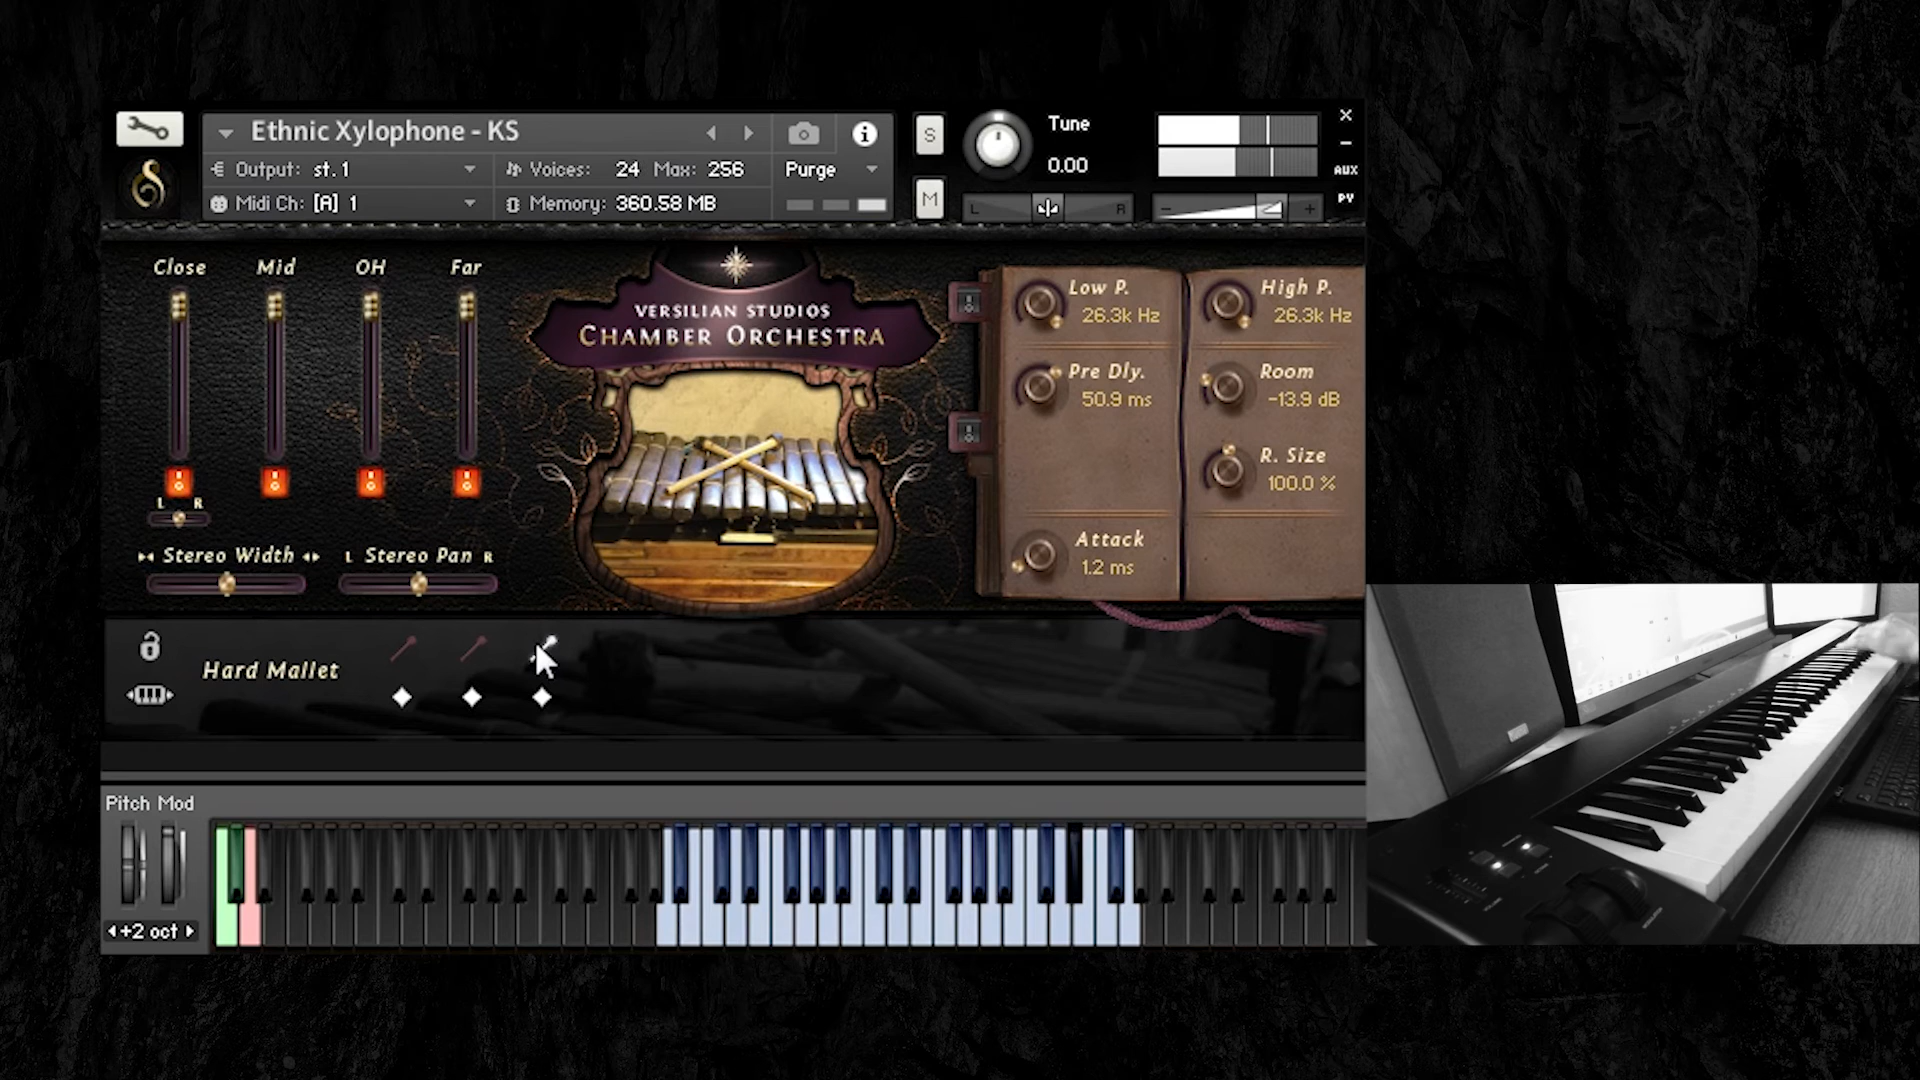 Ethnic Xylophone - KS
Output: st.1
Voices: 24 Max: 256
Purge
Midi Ch: [A] 1
Memory: 360.58 MB
S
M
Tune
0.00
L R
- +
X
-
AUX
PV
Close Mid OH Far
L R
Stereo Width
L Stereo Pan R
VERSILIAN STUDIOS
CHAMBER ORCHESTRA
Low P.
26.3k Hz
High P.
26.3k Hz
Pre Dly.
50.9 ms
Room
-13.9 dB
R. Size
100.0 %
Attack
1.2 ms
Hard Mallet
Pitch Mod
+2 oct